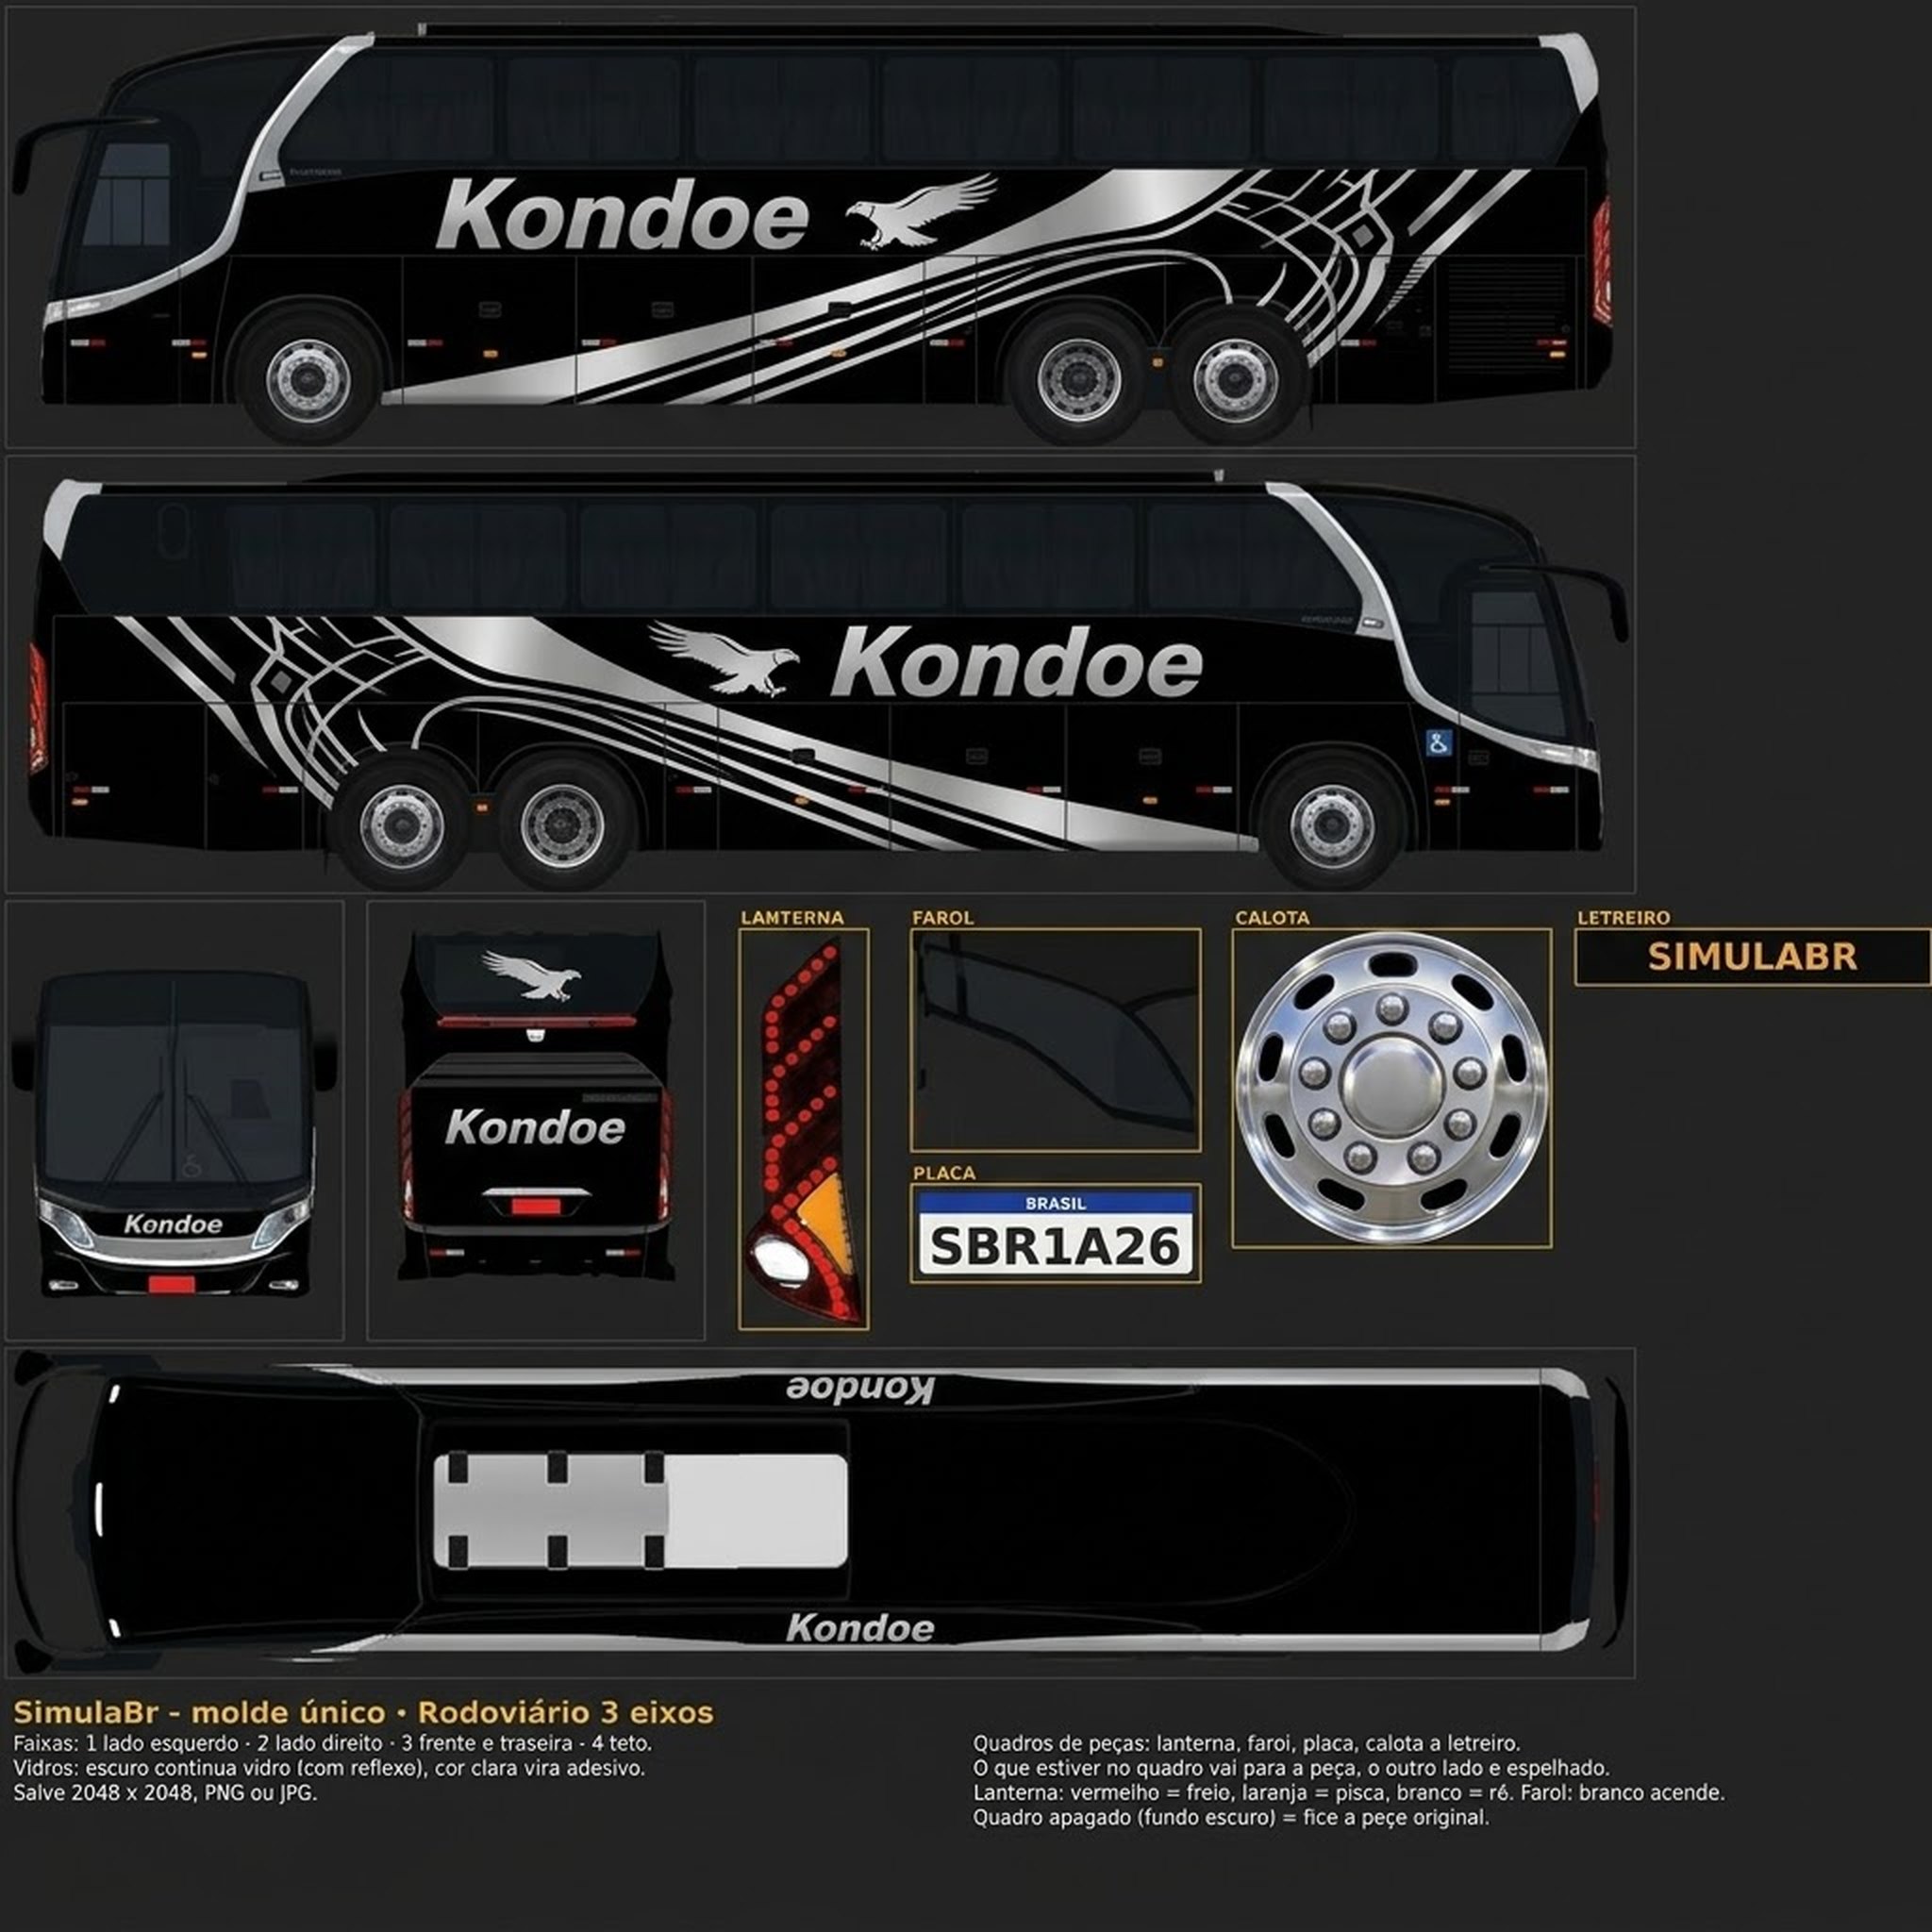 Kondoe
Kondoe
LAMTERNA
FAROL
CALOTA
LETREIRO
SIMULABR
Kondoe
Kondoe
PLACA
BRASIL
SBR1A26
Kondoe
Kondoe
SimulaBr - molde único • Rodoviário 3 eixos
Faixas: 1 lado esquerdo · 2 lado direito · 3 frente e traseira - 4 teto.
Vidros: escuro continua vidro (com reflexo), cor clara vira adesivo.
Salve 2048 x 2048, PNG ou JPG.
Quadros de peças: lanterna, faroi, placa, calota a letreiro.
O que estiver no quadro vai para a peça, o outro lado e espelhado.
Lanterna: vermelho = freio, laranja = pisca, branco = ré. Farol: branco acende.
Quadro apagado (fundo escuro) = fice a peçe original.